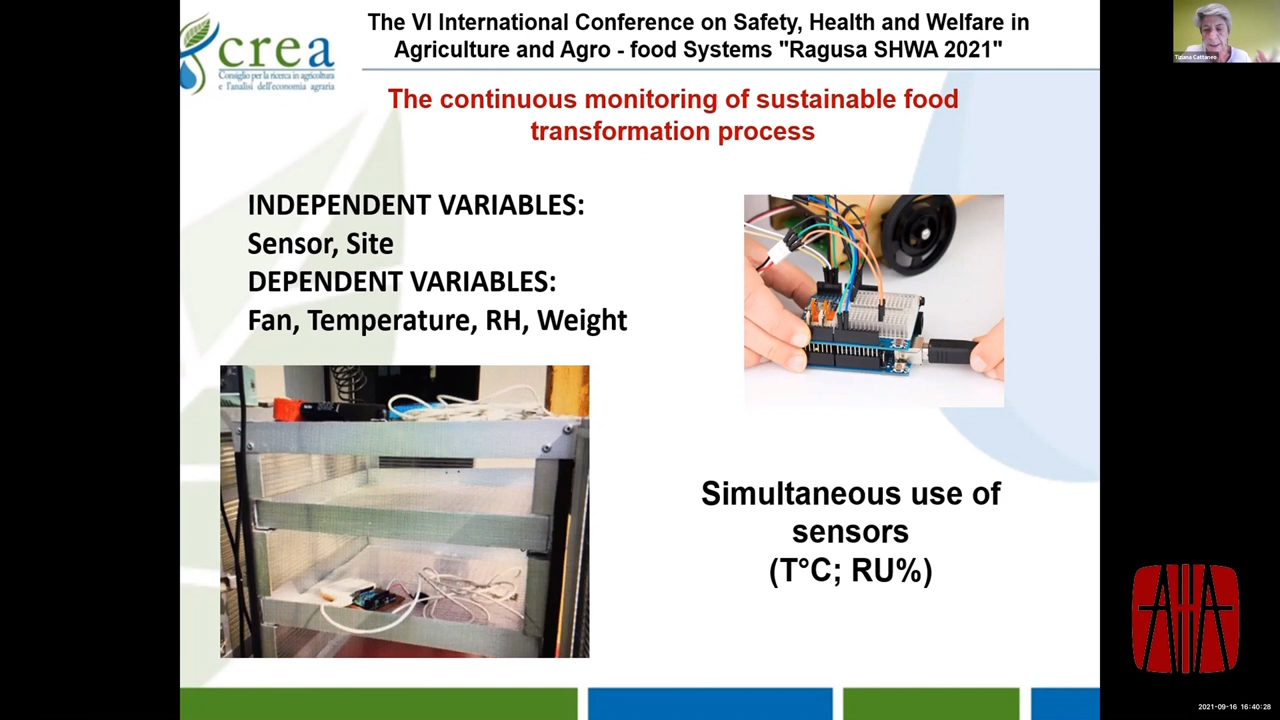 The VI International Conference on Safety, Health and Welfare in
Agriculture and Agro - food Systems "Ragusa SHWA 2021"
crea
Consiglio per la ricerca in agricoltura
e l'analisi dell'economia agraria
The continuous monitoring of sustainable food
transformation process
INDEPENDENT VARIABLES:
Sensor, Site
DEPENDENT VARIABLES:
Fan, Temperature, RH, Weight
Simultaneous use of
sensors
(T°C; RU%)
Tiziana Cattaneo
2021-09-16 16:40:28